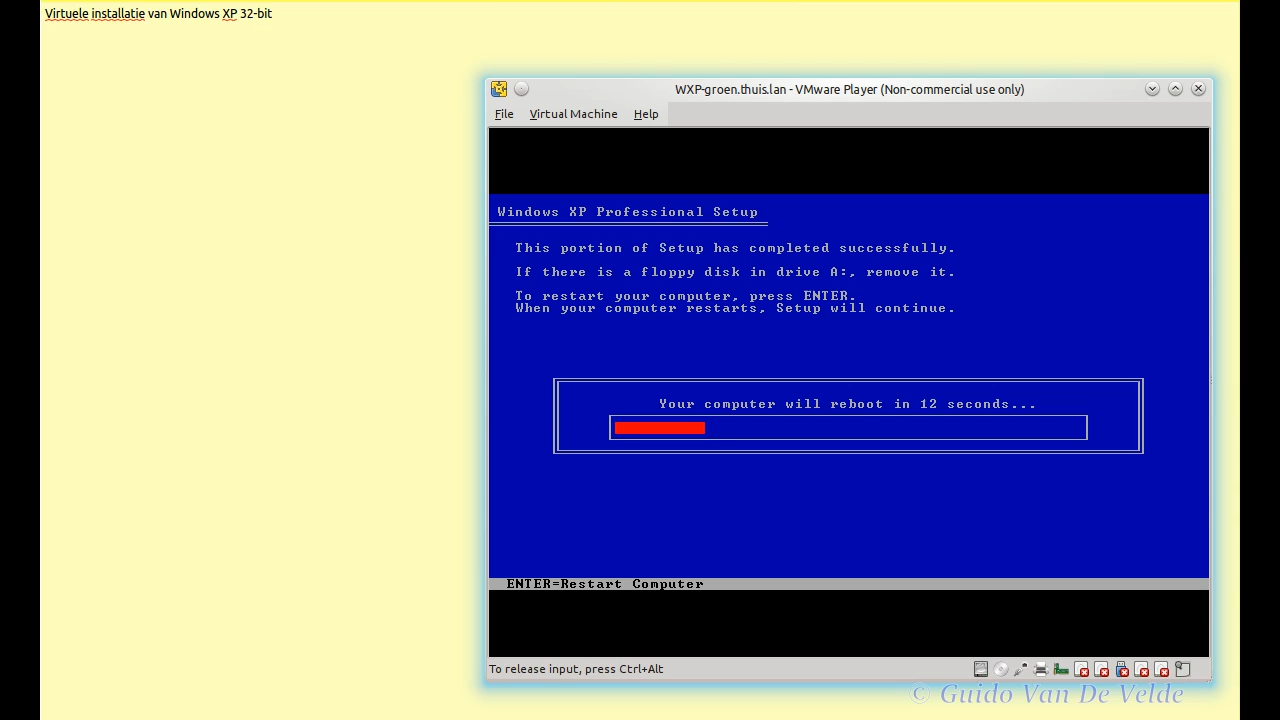 Virtuele installatie van Windows XP 32-bit
WXP-groen.thuis.lan - VMware Player (Non-commercial use only)
File Virtual Machine Help
Windows XP Professional Setup
This portion of Setup has completed successfully.
If there is a floppy disk in drive A:, remove it.
To restart your computer, press ENTER.
When your computer restarts, Setup will continue.
Your computer will reboot in 12 seconds...
ENTER=Restart Computer
To release input, press Ctrl+Alt
© Guido Van De Velde